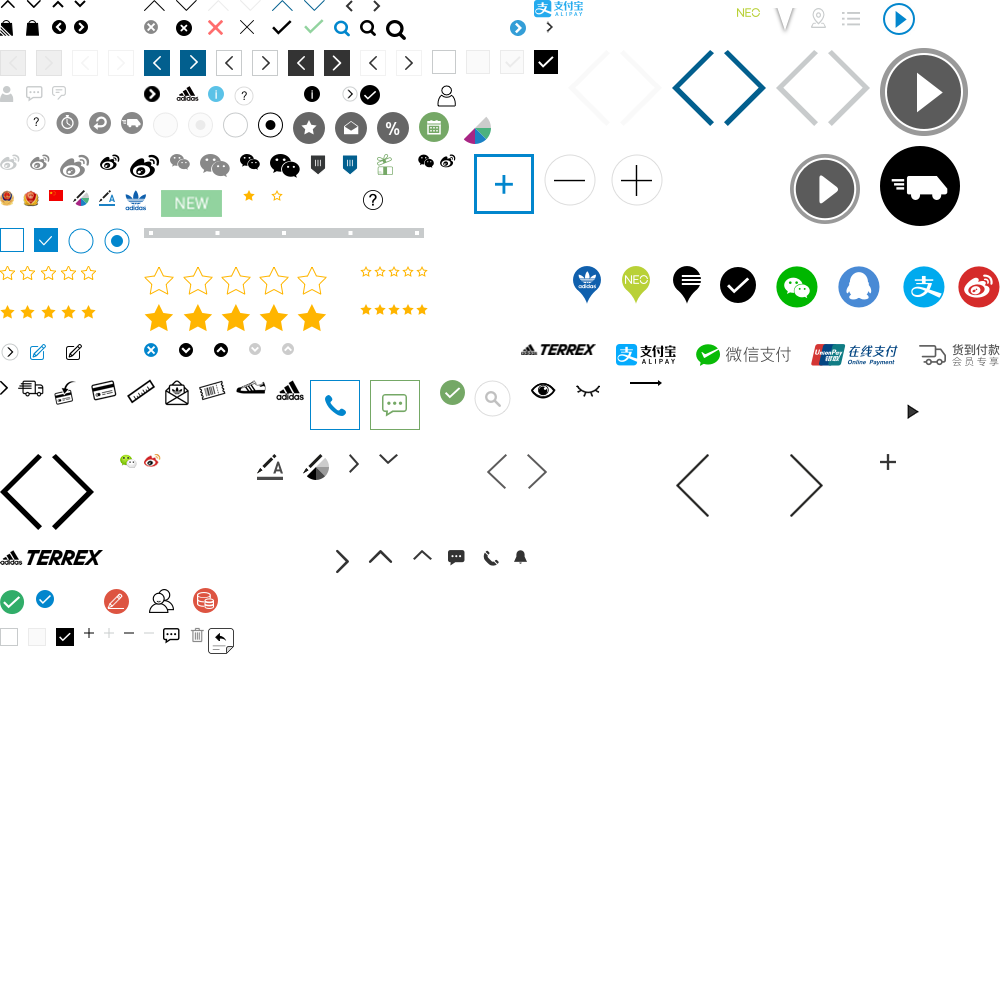 支付宝
ALIPAY
NEO
adidas
adidas
NEW
adidas
NEO
TERREX
支付宝
ALIPAY
微信支付
UnionPay
银联
在线支付
Online Payment
货到付款
会员专享
adidas
A
adidas
TERREX